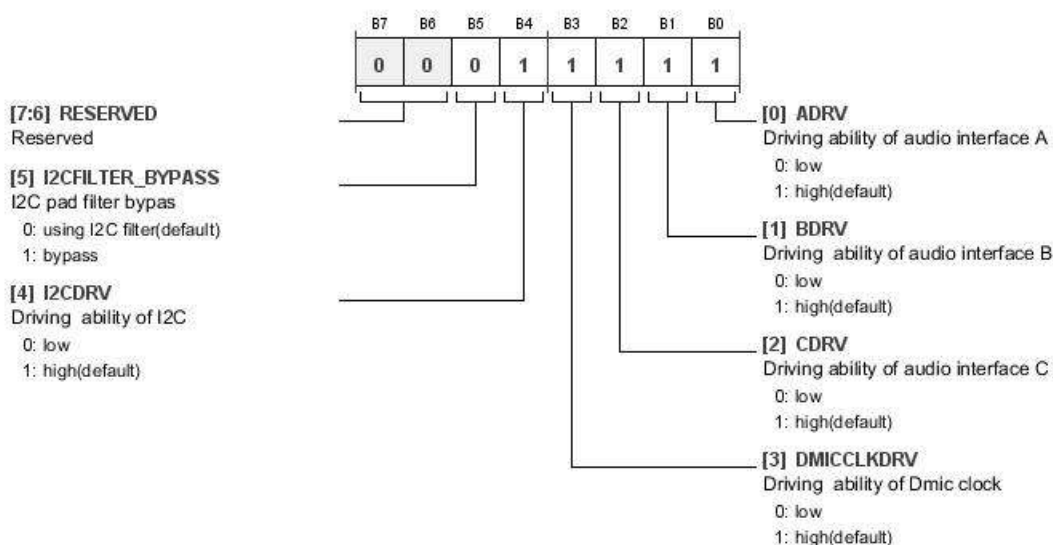 B7 B6 B5 B4 B3 B2 B1 B0
0 0 0 1 1 1 1 1
[7:6] RESERVED
Reserved
[5] I2CFILTER_BYPASS
I2C pad filter bypas
0: using I2C filter(default)
1: bypass
[4] I2CDRV
Driving ability of I2C
0: low
1: high(default)
[0] ADRV
Driving ability of audio interface A
0: low
1: high(default)
[1] BDRV
Driving ability of audio interface B
0: low
1: high(default)
[2] CDRV
Driving ability of audio interface C
0: low
1: high(default)
[3] DMICCLKDRV
Driving ability of Dmic clock
0: low
1: high(default)